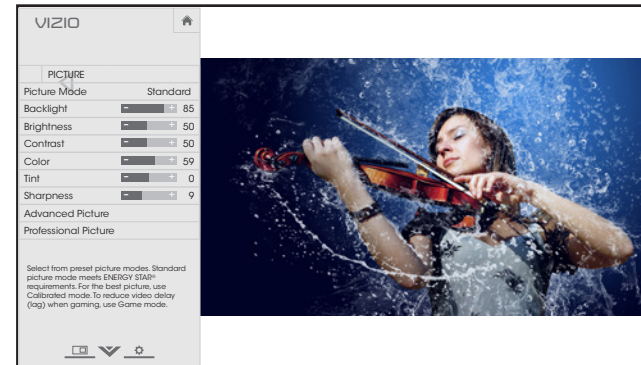 VIZIO
PICTURE
Picture Mode Standard
Backlight 85
Brightness 50
Contrast 50
Color 59
Tint 0
Sharpness 9
Advanced Picture
Professional Picture
Select from preset picture modes. Standard
picture mode meets ENERGY STAR®
requirements. For the best picture, use
Calibrated mode. To reduce video delay
(lag) when gaming, use Game mode.